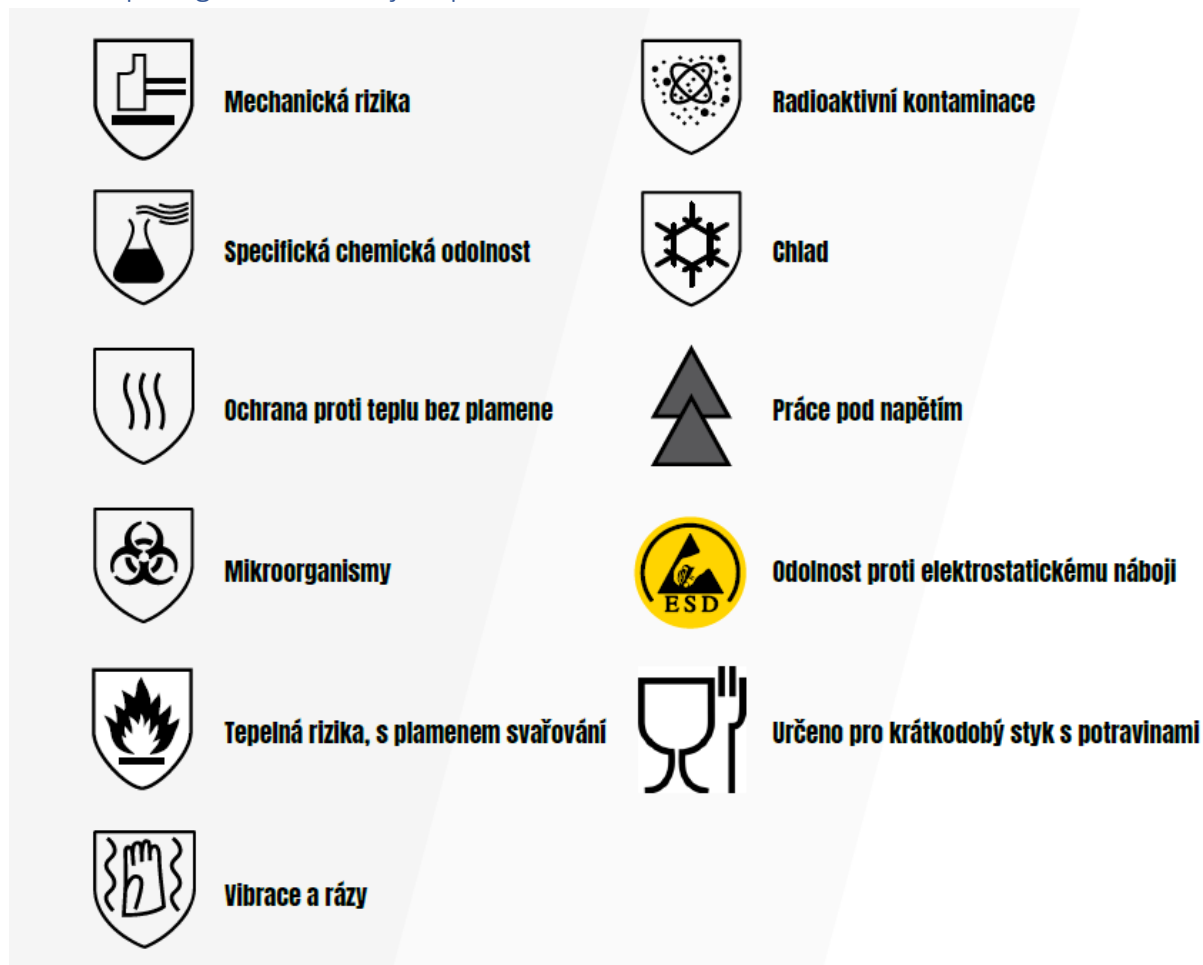 Mechanická rizika
Specifická chemická odolnost
Ochrana proti teplu bez plamene
Mikroorganismy
Tepelná rizika, s plamenem svařování
Vibrace a rázy
Radioaktivní kontaminace
Chlad
Práce pod napětím
ESD
Odolnost proti elektrostatickému náboji
Určeno pro krátkodobý styk s potravinami